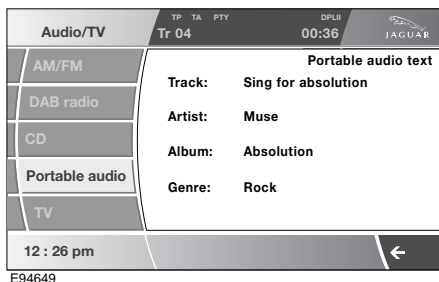 Audio/TV
TP TA PTY
Tr 04
DPLII
00:36
JAGUAR
AM/FM
DAB radio
CD
Portable audio
TV
Portable audio text
Track: Sing for absolution
Artist: Muse
Album: Absolution
Genre: Rock
12 : 26 pm
E94649